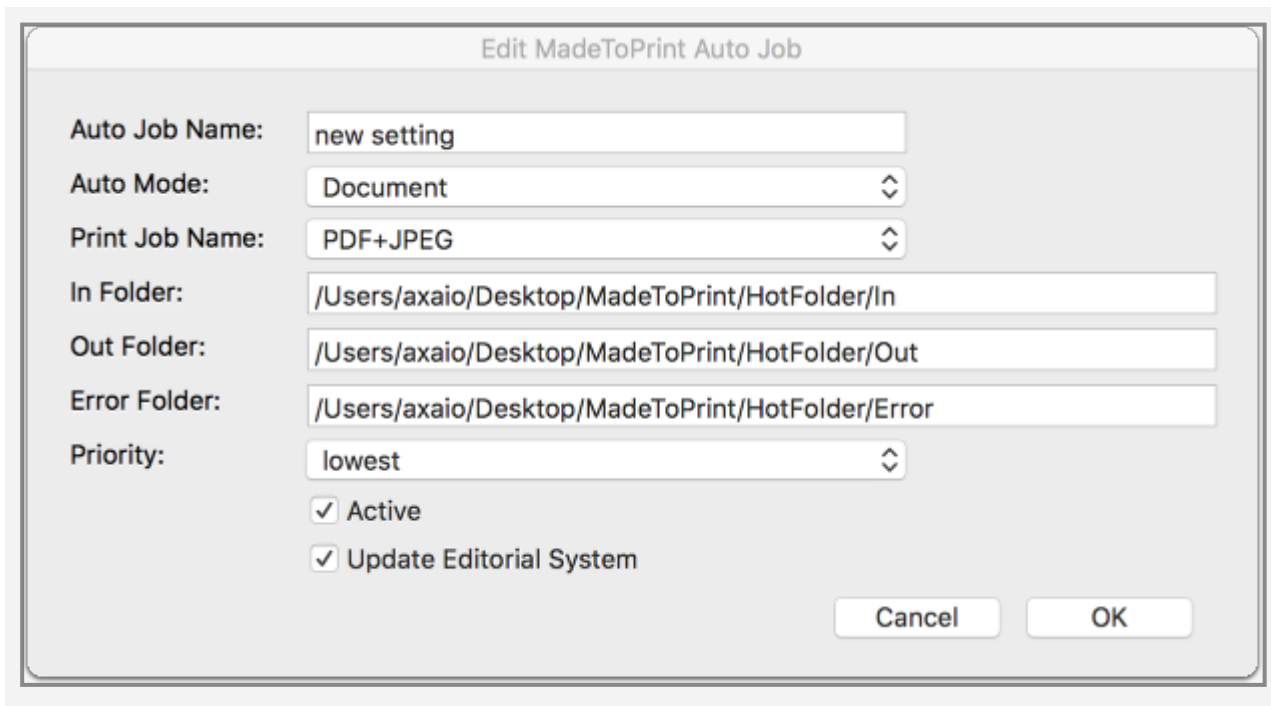 Edit MadeToPrint Auto Job
Auto Job Name: new setting
Auto Mode: Document
Print Job Name: PDF+JPEG
In Folder: /Users/axaio/Desktop/MadeToPrint/HotFolder/In
Out Folder: /Users/axaio/Desktop/MadeToPrint/HotFolder/Out
Error Folder: /Users/axaio/Desktop/MadeToPrint/HotFolder/Error
Priority: lowest
Active
Update Editorial System
Cancel OK